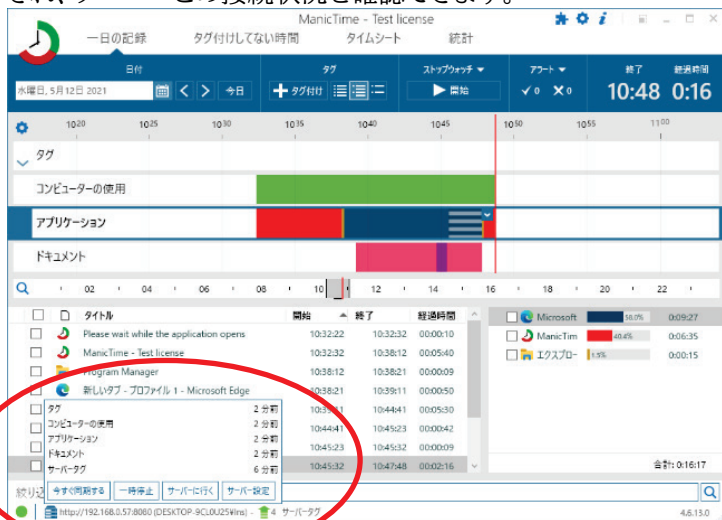 ManicTime - Test license
一日の記録 タグ付けしてない時間 タイムシート 統計
日付 タグ ストップウォッチ アラート 終了 経過時間
水曜日, 5月12日 2021 今日 タグ付け 開始 0 0 10:48 0:16
10 20 10 25 10 30 10 35 10 40 10 45 10 50 10 55 11 00
タグ
コンピューターの使用
アプリケーション
ドキュメント
02 04 06 08 10 12 14 16 18 20 22
タイトル 開始 終了 経過時間
Please wait while the application opens 10:32:22 10:32:32 00:00:10
ManicTime - Test license 10:32:32 10:38:12 00:05:40
Program Manager 10:38:12 10:38:21 00:00:09
新しいタブ - プロファイル 1 - Microsoft Edge 10:38:21 10:39:11 00:00:50
10:39:11 10:44:41 00:05:30
10:44:41 10:45:23 00:00:42
10:45:23 10:45:32 00:00:09
10:45:32 10:47:48 00:02:16
Microsoft 58.0% 0:09:27
ManicTim 40.4% 0:06:35
エクスプロー 1.5% 0:00:15
合計: 0:16:17
タグ 2 分前
コンピューターの使用 2 分前
アプリケーション 2 分前
ドキュメント 2 分前
サーバータグ 6 分前
今すぐ同期する 一時停止 サーバーに行く サーバー設定
絞り込
http://192.168.0.57:8080 (DESKTOP-9CL0U25¥Ins) - 4 サーバータグ
4.6.13.0